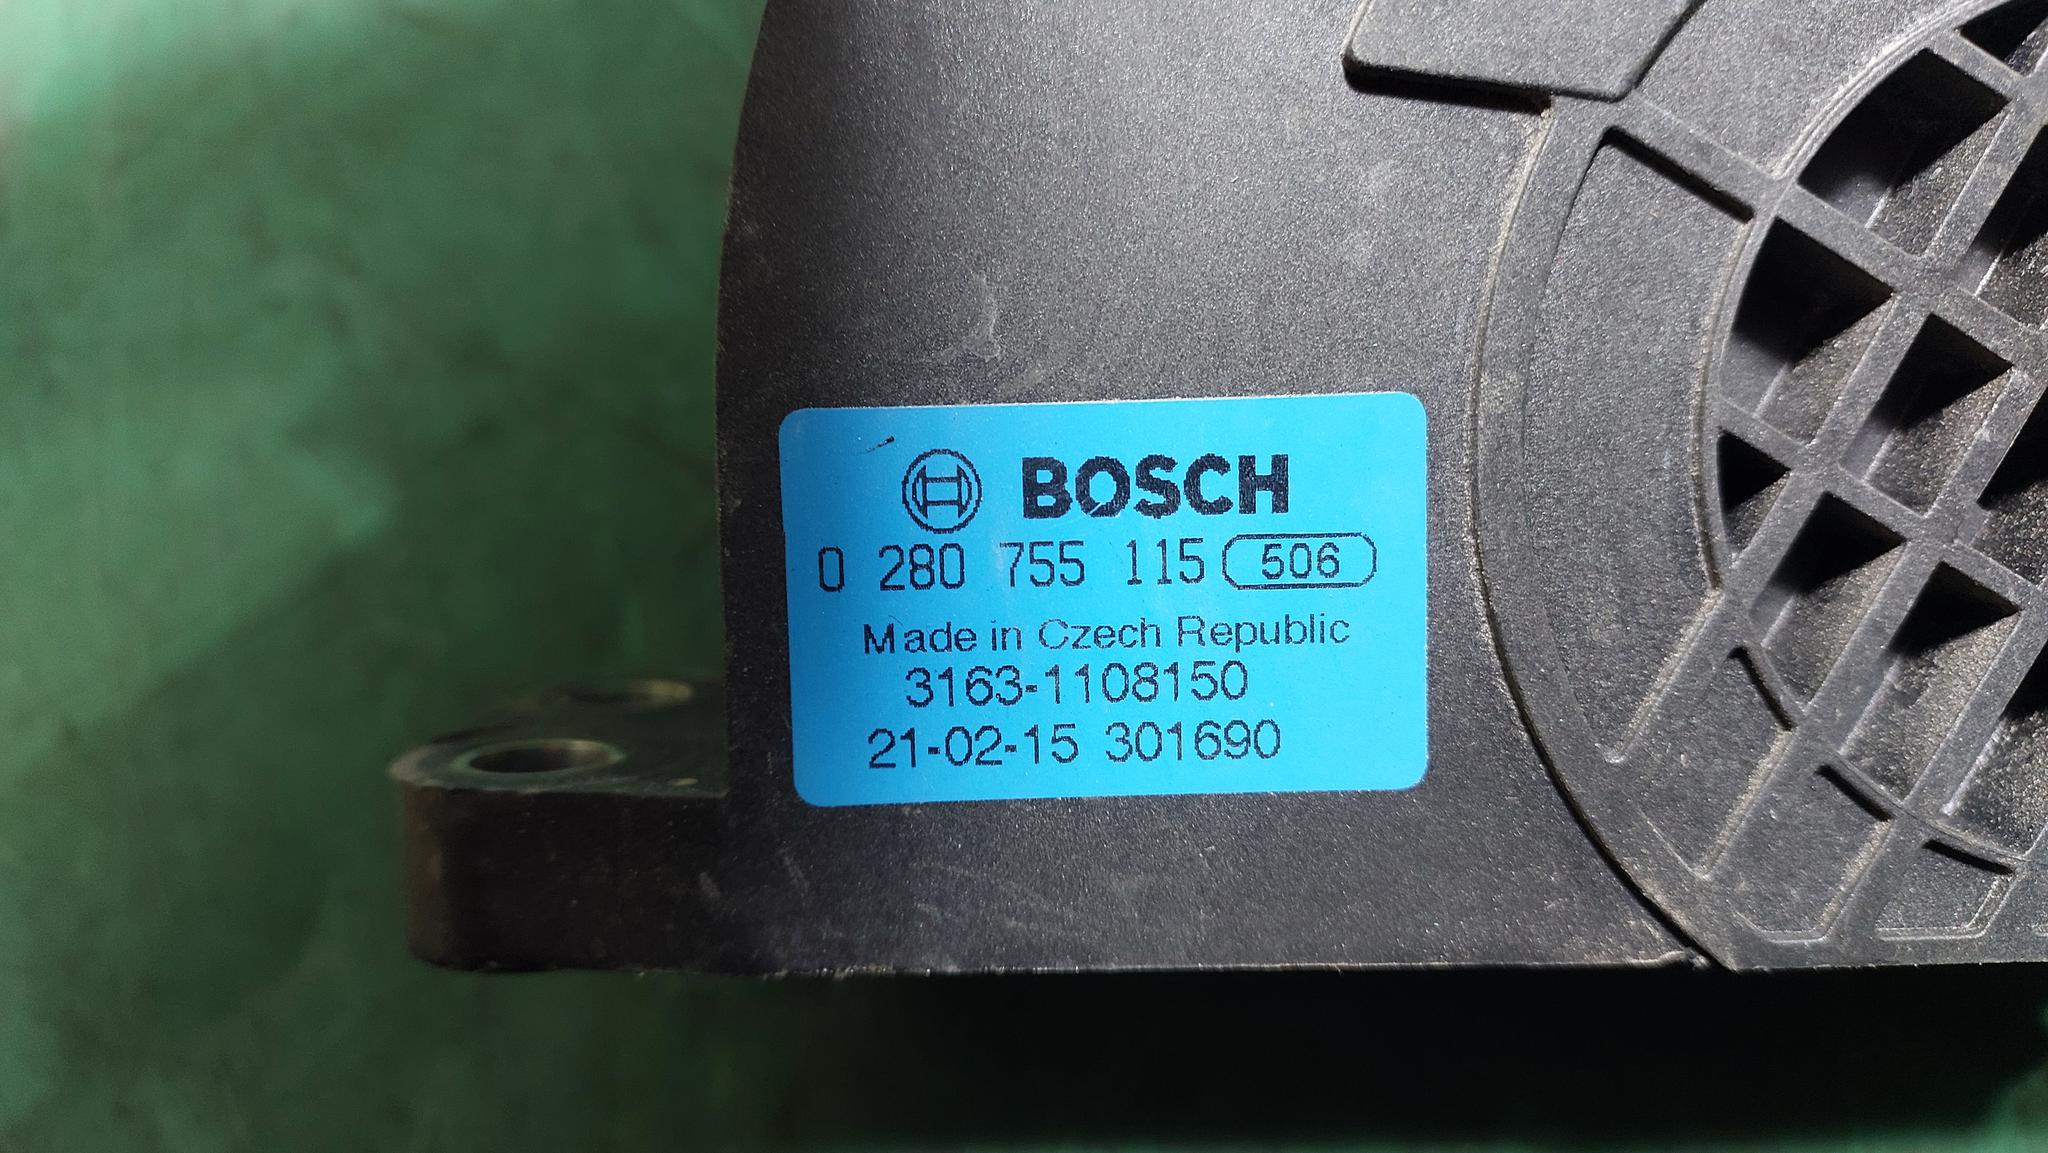 BOSCH
0 280 755 115 506
Made in Czech Republic
3163-1108150
21-02-15 301690